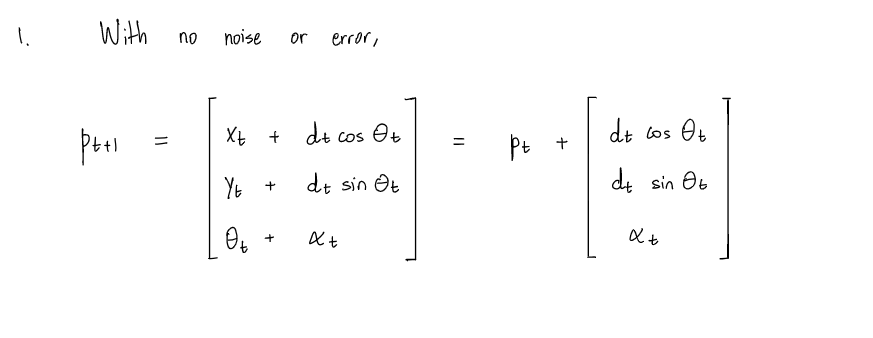 1. With no noise or error,
p_{t+1} = [ x_t + d_t cos θ_t ; y_t + d_t sin θ_t ; θ_t + α_t ] = p_t + [ d_t cos θ_t ; d_t sin θ_t ; α_t ]